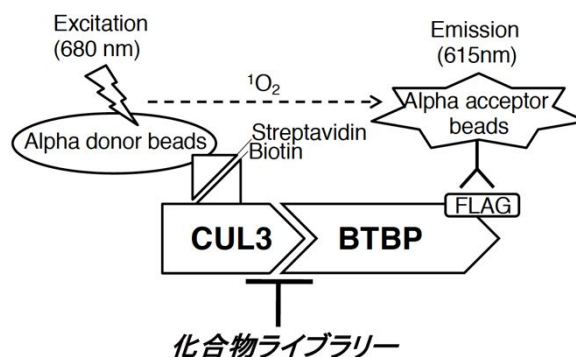 Excitation
(680 nm)
Emission
(615nm)
¹O₂
Alpha donor beads
Alpha acceptor
beads
Streptavidin
Biotin
FLAG
CUL3
BTBP
化合物ライブラリー